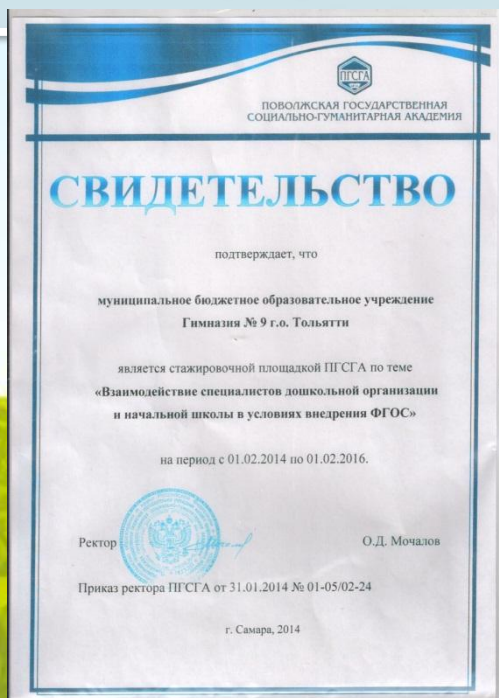 ПГСГА
ПОВОЛЖСКАЯ ГОСУДАРСТВЕННАЯ
СОЦИАЛЬНО-ГУМАНИТАРНАЯ АКАДЕМИЯ
СВИДЕТЕЛЬСТВО
подтверждает, что
муниципальное бюджетное образовательное учреждение
Гимназия № 9 г.о. Тольятти
является стажировочной площадкой ПГСГА по теме
«Взаимодействие специалистов дошкольной организации
и начальной школы в условиях внедрения ФГОС»
на период с 01.02.2014 по 01.02.2016.
Ректор
О.Д. Мочалов
Приказ ректора ПГСГА от 31.01.2014 № 01-05/02-24
г. Самара, 2014